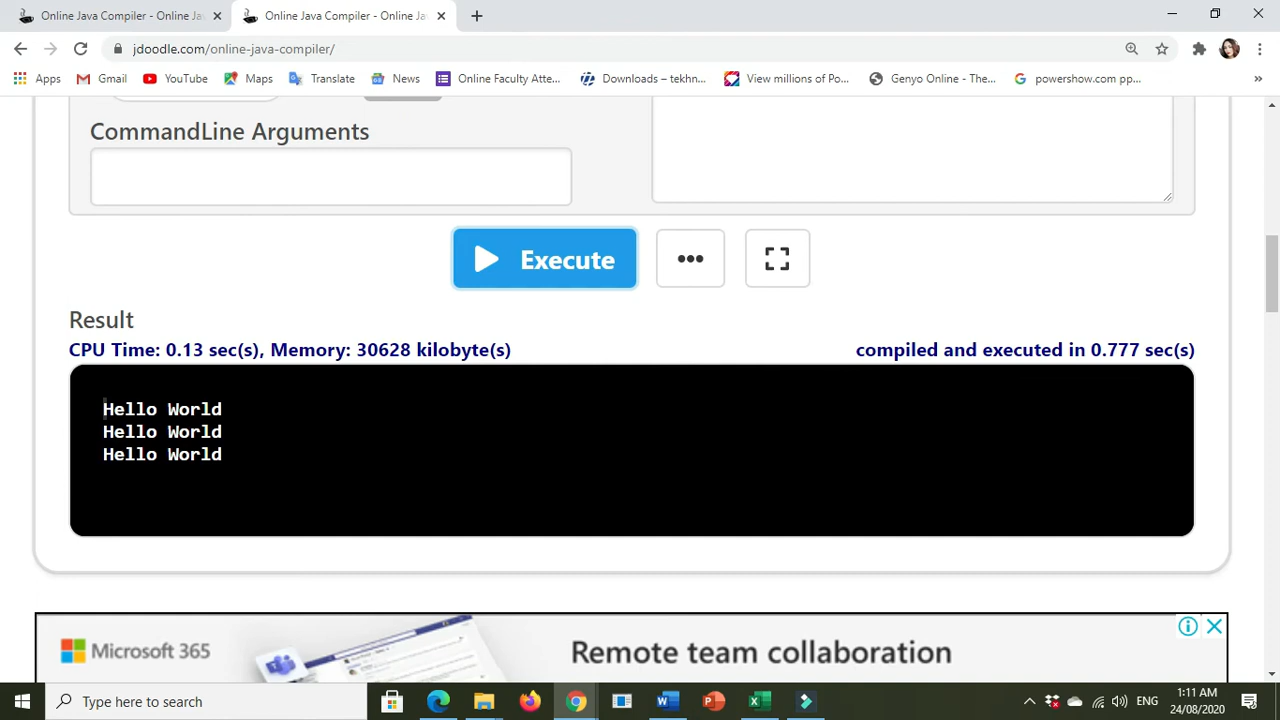 Online Java Compiler - Online Ja
Online Java Compiler - Online Ja
jdoodle.com/online-java-compiler/
Apps
Gmail
YouTube
Maps
Translate
News
Online Faculty Atte...
Downloads – tekhn...
View millions of Po...
Genyo Online - The...
powershow.com pp...
»
CommandLine Arguments
Execute
Result
CPU Time: 0.13 sec(s), Memory: 30628 kilobyte(s)
compiled and executed in 0.777 sec(s)
Hello World
Hello World
Hello World
Microsoft 365
Remote team collaboration
Type here to search
ENG
1:11 AM
24/08/2020